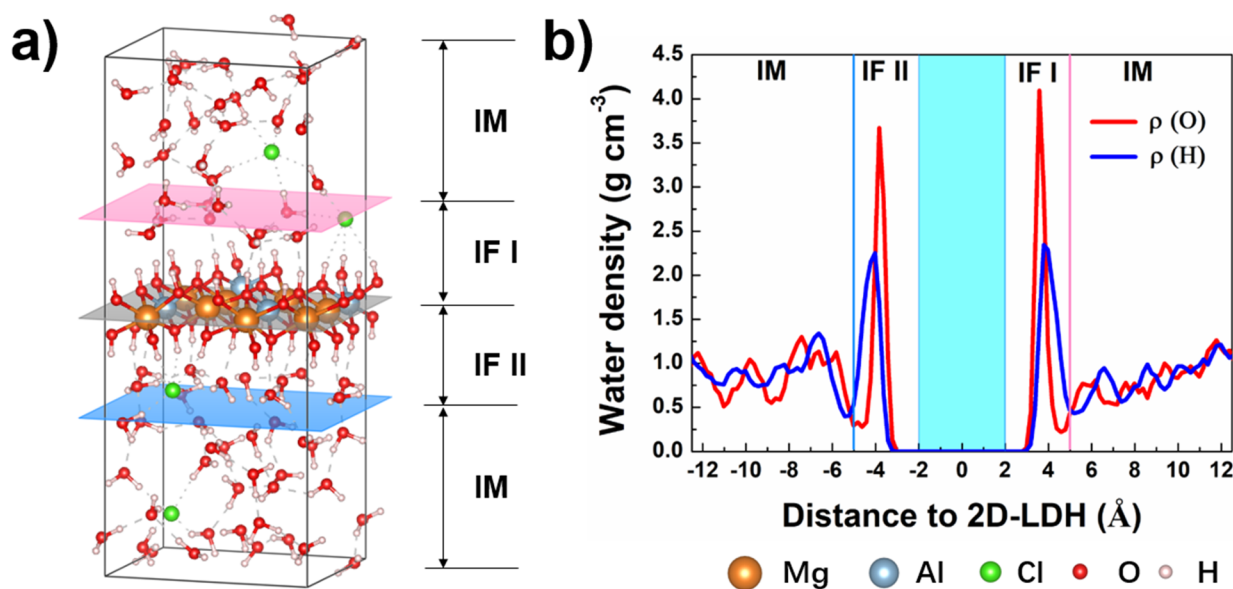 a)
IM
IF I
IF II
IM
b)
IM
IF II
IF I
IM
ρ (O)
ρ (H)
Water density (g cm-3)
4.5
4.0
3.5
3.0
2.5
2.0
1.5
1.0
0.5
0.0
-12 -10 -8 -6 -4 -2 0 2 4 6 8 10 12
Distance to 2D-LDH (Å)
Mg Al Cl O H